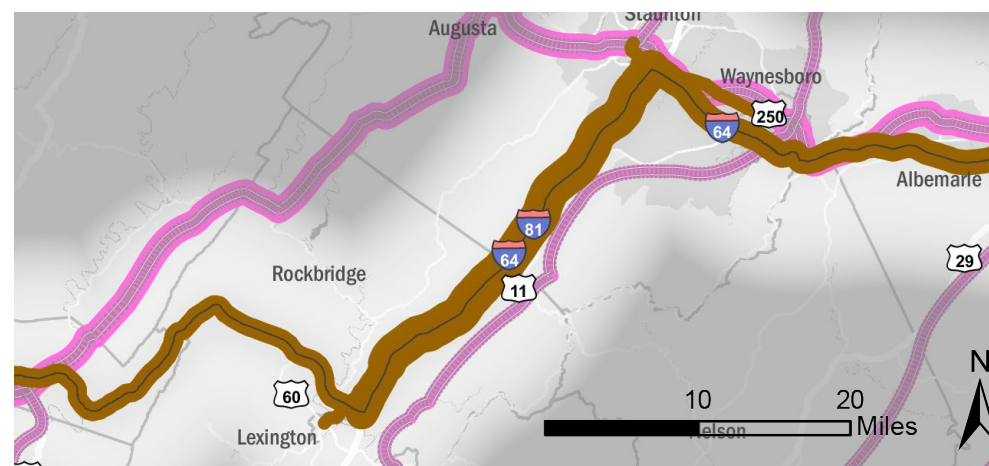 Staunton
Augusta
Waynesboro
250
64
Albemarle
81
64
29
Rockbridge
11
N
60
10 20
Miles
Nelson
Lexington